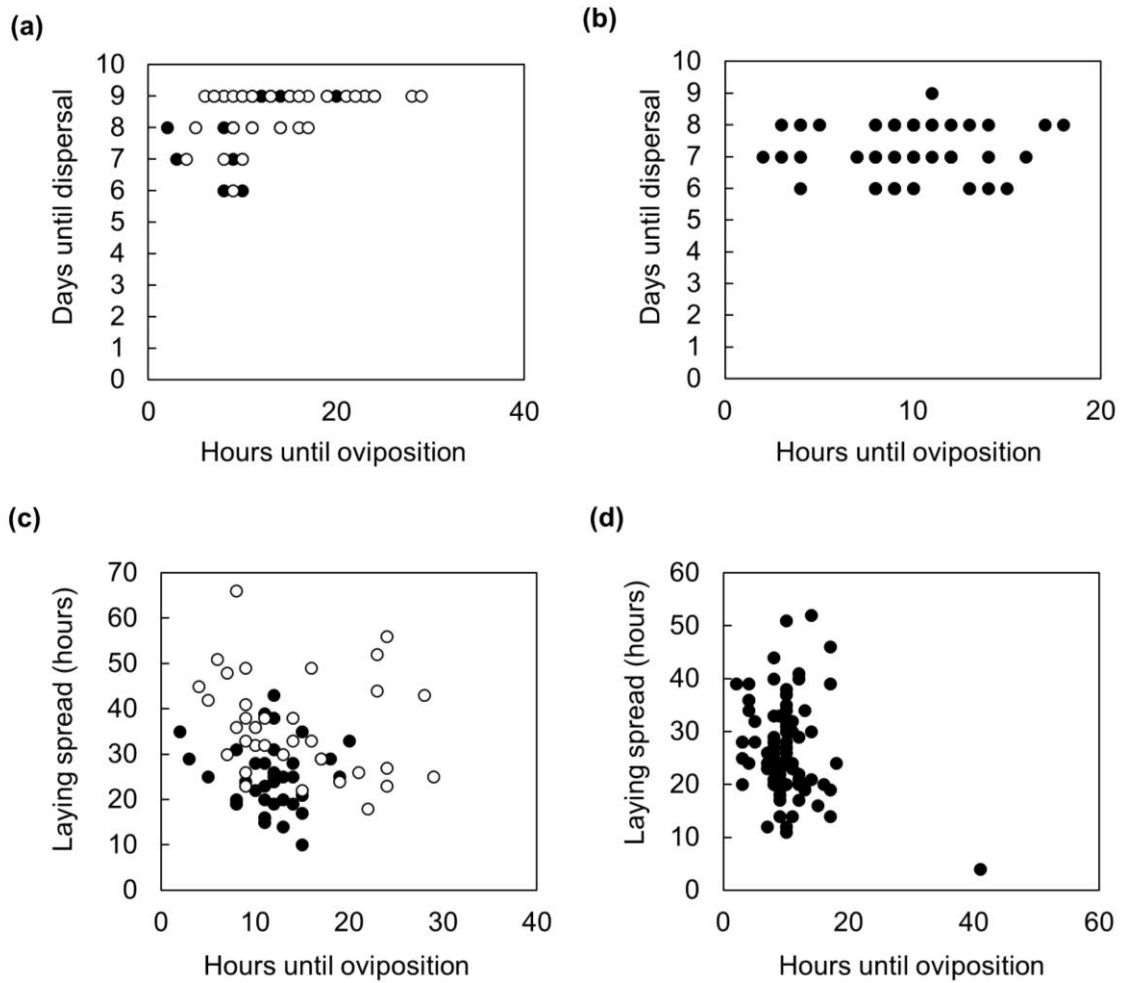 (a)
Days until dispersal
10
9
8
7
6
5
4
3
2
1
0
0 20 40
Hours until oviposition
(b)
Days until dispersal
10
9
8
7
6
5
4
3
2
1
0
0 10 20
Hours until oviposition
(c)
Laying spread (hours)
70
60
50
40
30
20
10
0
0 10 20 30 40
Hours until oviposition
(d)
Laying spread (hours)
60
50
40
30
20
10
0
0 20 40 60
Hours until oviposition